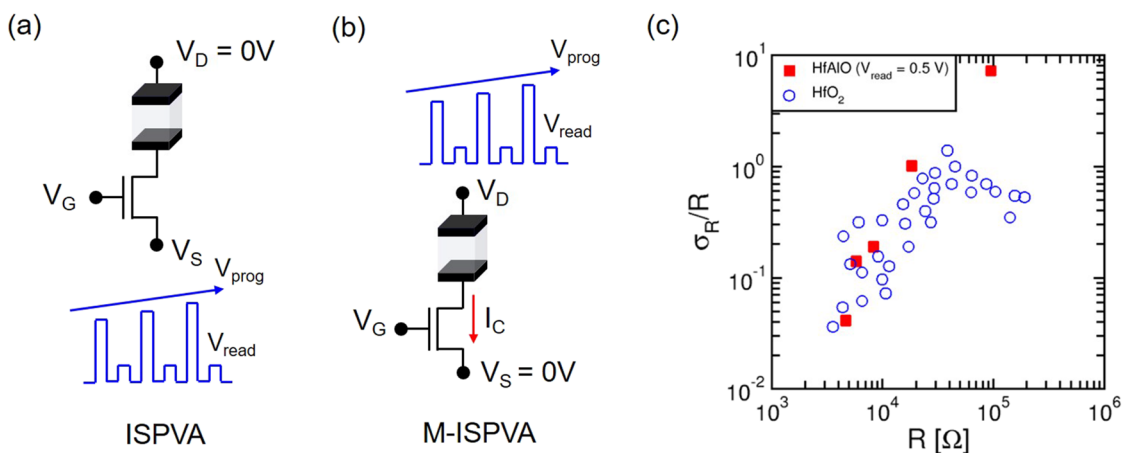 (a)
V_D = 0V
V_G
V_S
V_prog
V_read
ISPVA
(b)
V_prog
V_read
V_D
V_G
I_C
V_S = 0V
M-ISPVA
(c)
HfAlO (V_read = 0.5 V)
HfO_2
σ_R/R
10^1
10^0
10^-1
10^-2
10^3
10^4
10^5
10^6
R [Ω]